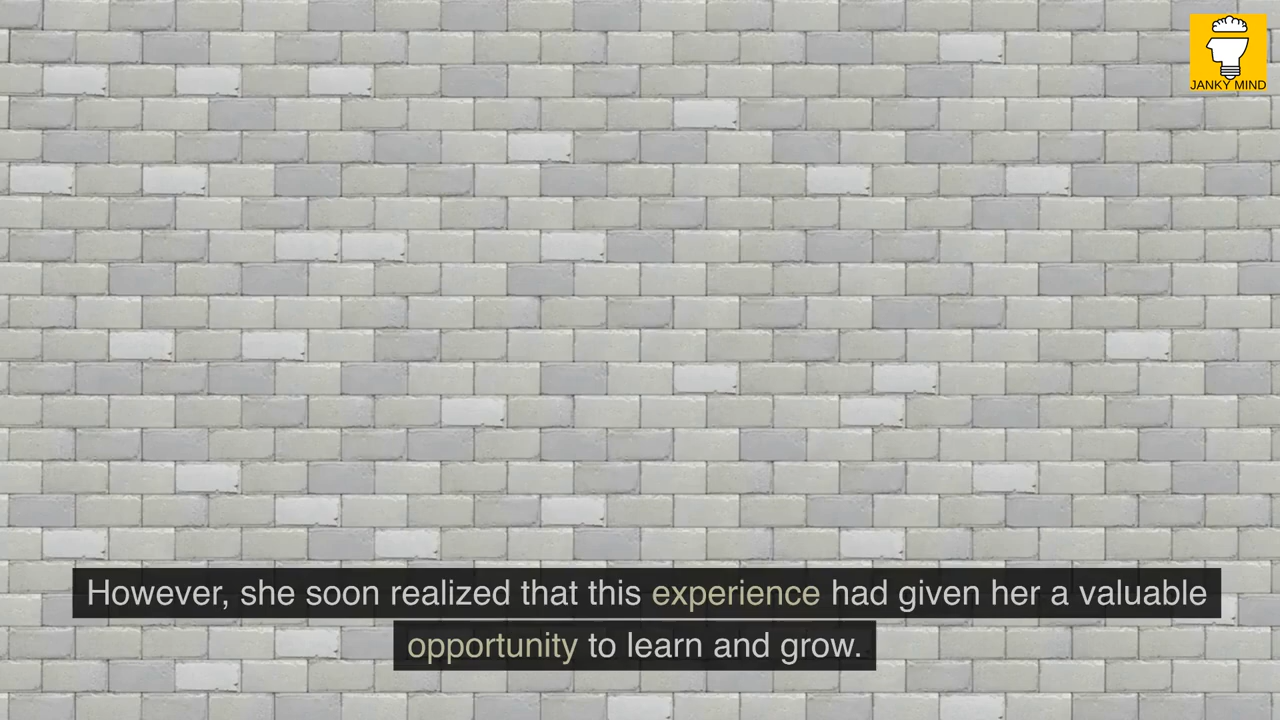 JANKY MIND
However, she soon realized that this experience had given her a valuable
opportunity to learn and grow.